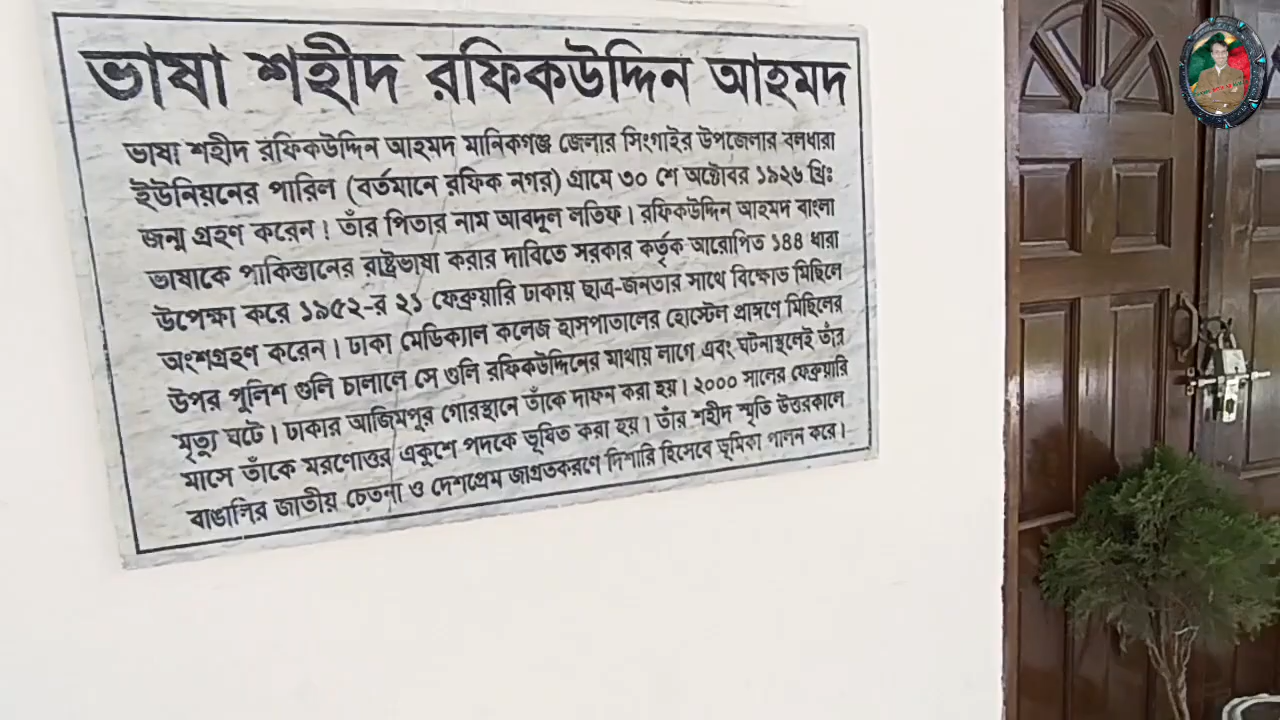 ভাষা শহীদ রফিকউদ্দিন আহমদ
ভাষা শহীদ রফিকউদ্দিন আহমদ মানিকগঞ্জ জেলার সিংগাইর উপজেলার বলধারা
ইউনিয়নের পারিল (বর্তমানে রফিক নগর) গ্রামে ৩০ শে অক্টোবর ১৯২৬ খ্রিঃ
জন্ম গ্রহণ করেন। তাঁর পিতার নাম আবদুল লতিফ। রফিকউদ্দিন আহমদ বাংলা
ভাষাকে পাকিস্তানের রাষ্ট্রভাষা করার দাবিতে সরকার কর্তৃক আরোপিত ১৪৪ ধারা
উপেক্ষা করে ১৯৫২-র ২১ ফেব্রুয়ারি ঢাকায় ছাত্র-জনতার সাথে বিক্ষোভ মিছিলে
অংশগ্রহণ করেন। ঢাকা মেডিক্যাল কলেজ হাসপাতালের হোস্টেল প্রাঙ্গণে মিছিলের
উপর পুলিশ গুলি চালালে সে গুলি রফিকউদ্দিনের মাথায় লাগে এবং ঘটনাস্থলেই তাঁর
মৃত্যু ঘটে। ঢাকার আজিমপুর গোরস্থানে তাঁকে দাফন করা হয়। ২০০০ সালের ফেব্রুয়ারি
মাসে তাঁকে মরণোত্তর একুশে পদকে ভূষিত করা হয়। তাঁর শহীদ স্মৃতি উত্তরকালে
বাঙালির জাতীয় চেতনা ও দেশপ্রেম জাগ্রতকরণে দিশারি হিসেবে ভূমিকা পালন করে।